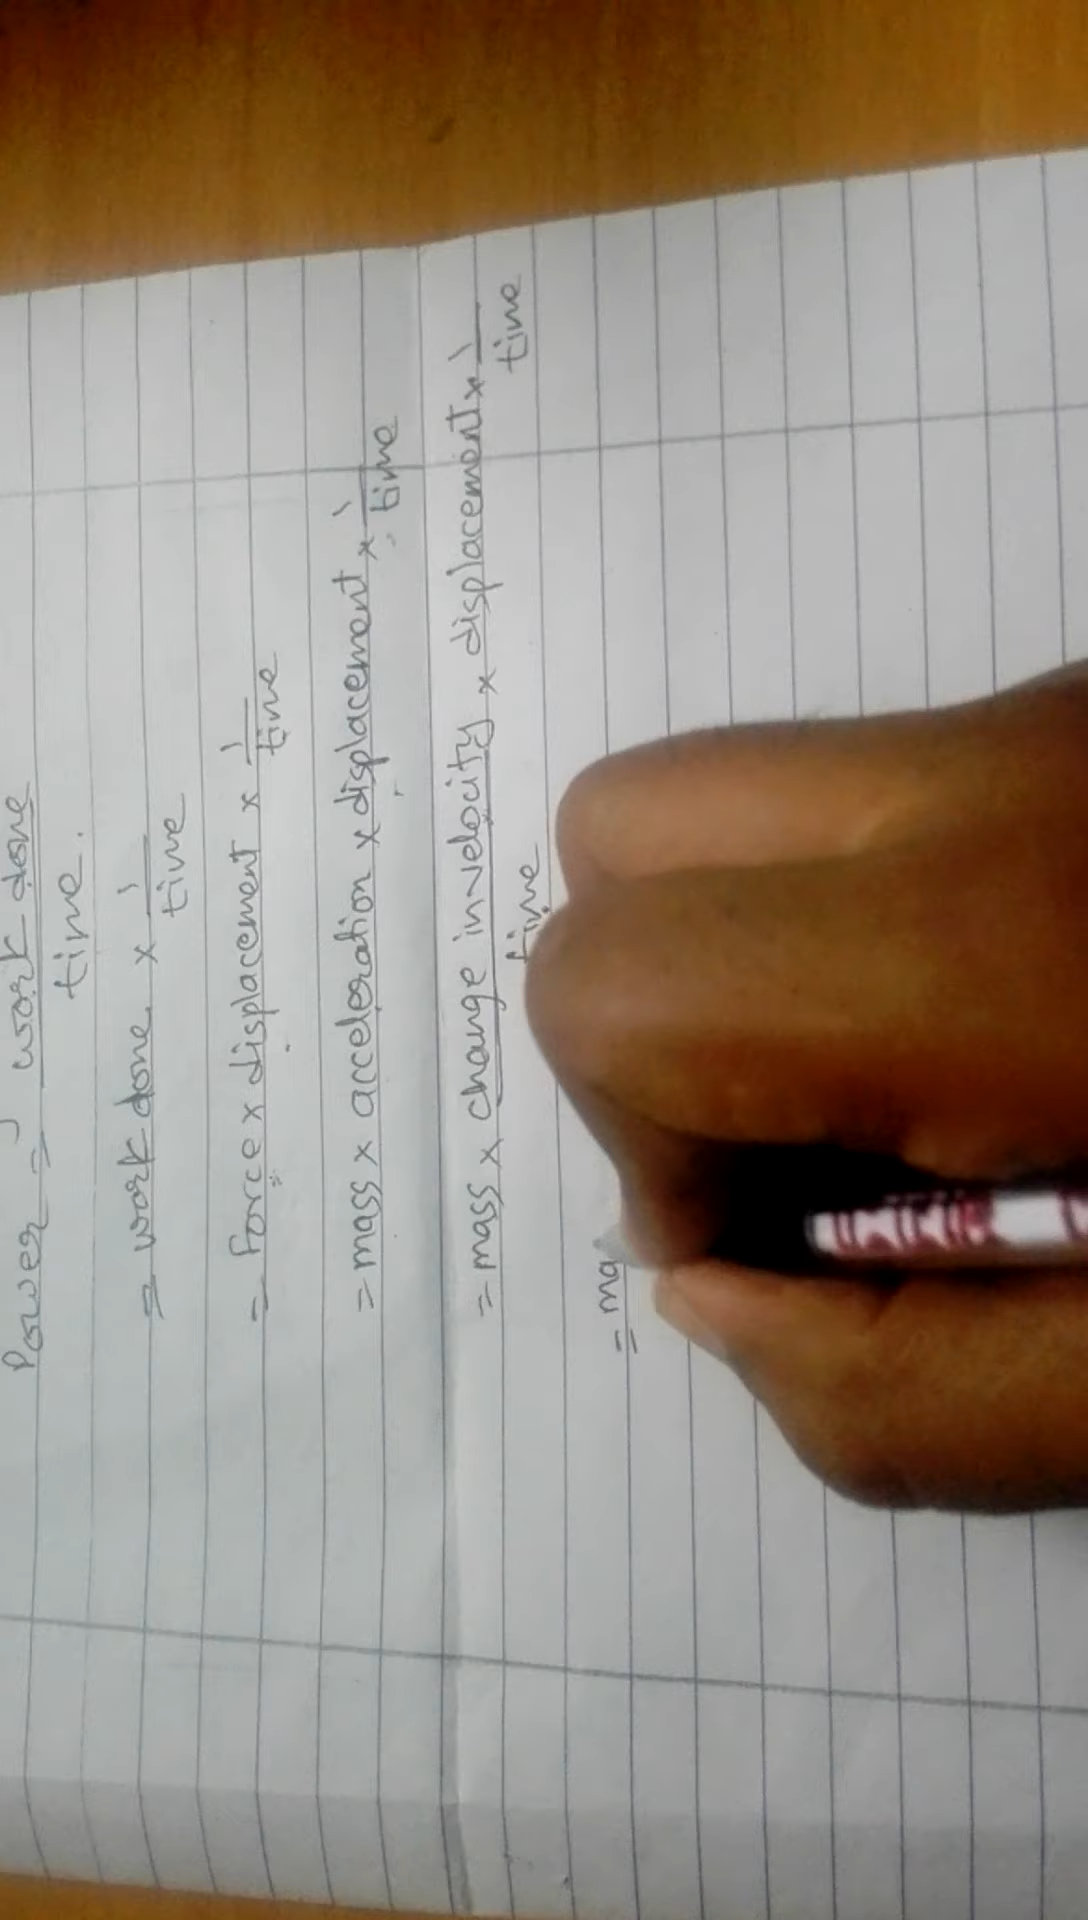 Power = work done
time.
= work done × 1
time
= Force × displacement × 1
time
= mass × acceleration × displacement × 1
time
= mass × change in velocity × displacement × 1
time time
= ma